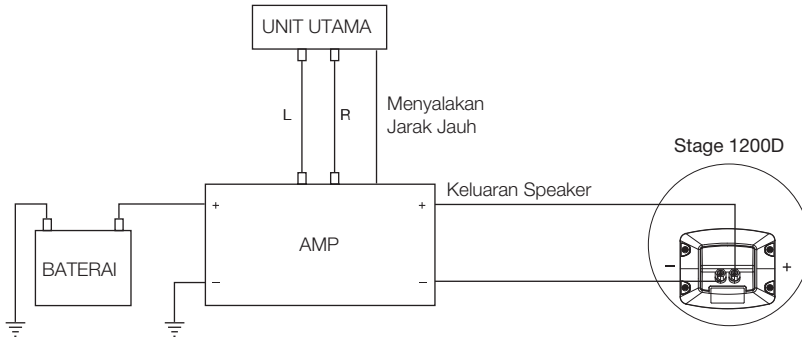 UNIT UTAMA
L
R
Menyalakan
Jarak Jauh
Stage 1200D
Keluaran Speaker
+
+
AMP
BATERAI
−
+
−
−